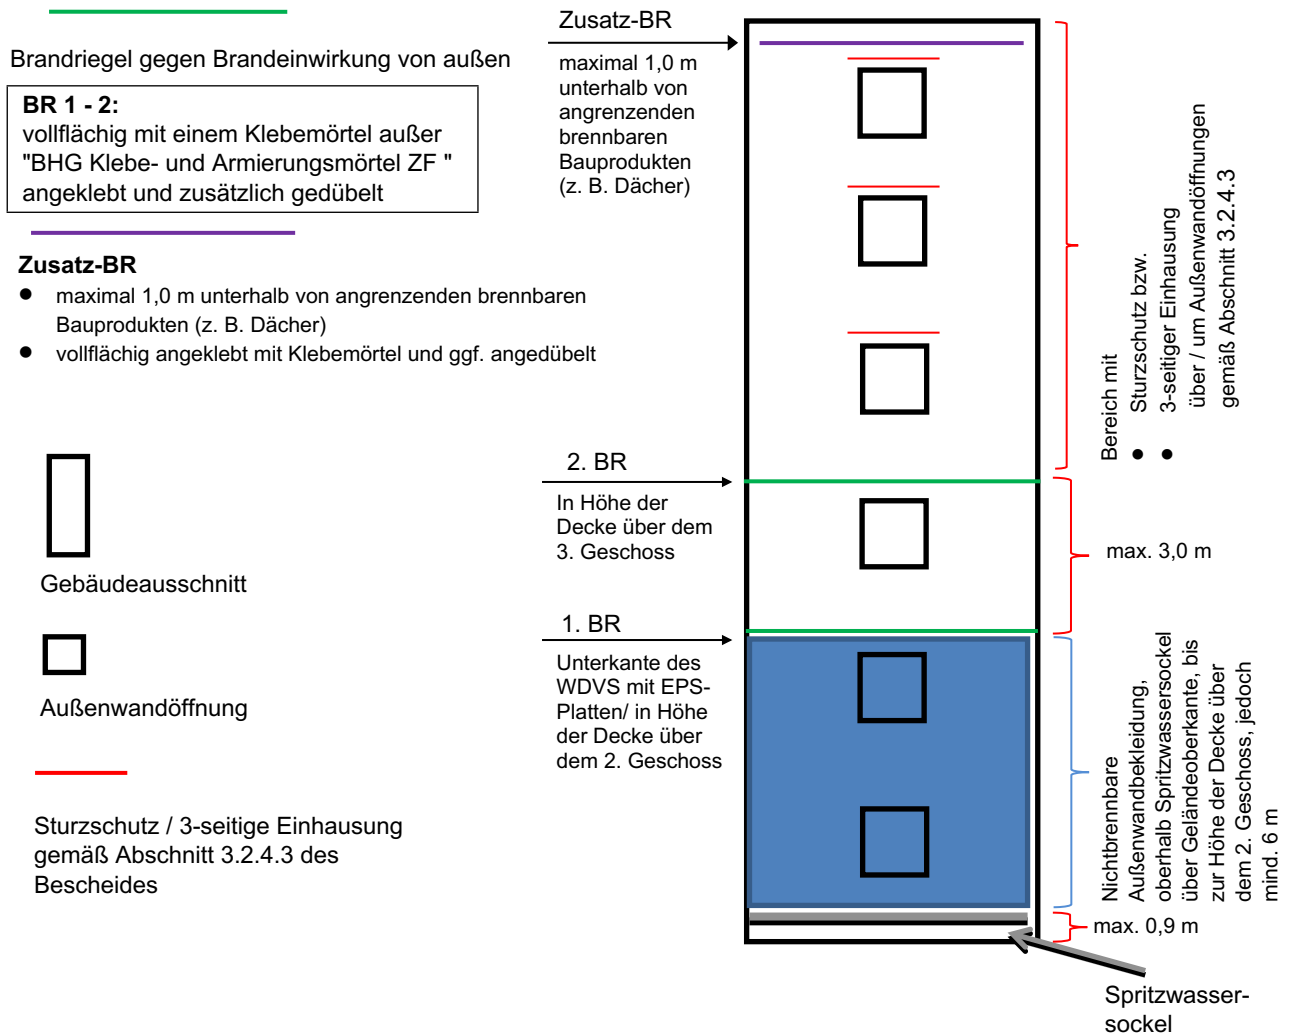 Brandriegel gegen Brandeinwirkung von außen
BR 1 - 2:
vollflächig mit einem Klebemörtel außer
"BHG Klebe- und Armierungsmörtel ZF "
angeklebt und zusätzlich gedübelt
Zusatz-BR
● maximal 1,0 m unterhalb von angrenzenden brennbaren
Bauprodukten (z. B. Dächer)
● vollflächig angeklebt mit Klebemörtel und ggf. angedübelt
Gebäudeausschnitt
Außenwandöffnung
Sturzschutz / 3-seitige Einhausung
gemäß Abschnitt 3.2.4.3 des
Bescheides
Zusatz-BR
maximal 1,0 m
unterhalb von
angrenzenden
brennbaren
Bauprodukten
(z. B. Dächer)
2. BR
In Höhe der
Decke über dem
3. Geschoss
1. BR
Unterkante des
WDVS mit EPS-
Platten/ in Höhe
der Decke über
dem 2. Geschoss
Bereich mit
● Sturzschutz bzw.
● 3-seitiger Einhausung
über / um Außenwandöffnungen
gemäß Abschnitt 3.2.4.3
max. 3,0 m
Nichtbrennbare
Außenwandbekleidung,
oberhalb Spritzwassersockel
über Geländeoberkante, bis
zur Höhe der Decke über
dem 2. Geschoss, jedoch
mind. 6 m
max. 0,9 m
Spritzwasser-
sockel